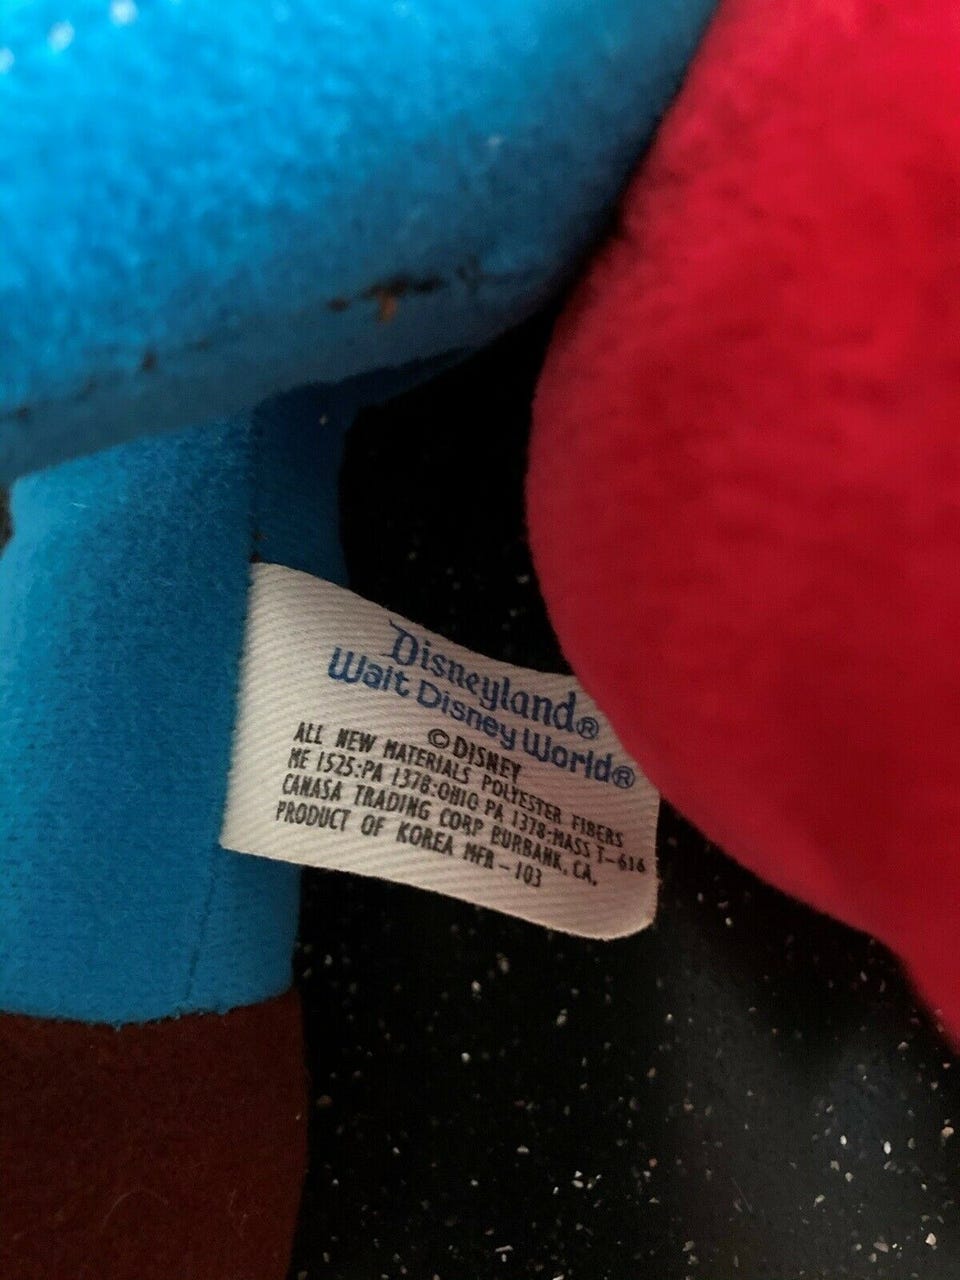 Disneyland®
Walt Disney World®
© DISNEY
ALL NEW MATERIALS POLYESTER FIBERS
ME 1525:PA 1378:OHIO PA 1378:MASS T-616
CANASA TRADING CORP BURBANK, CA.
PRODUCT OF KOREA MFR-103